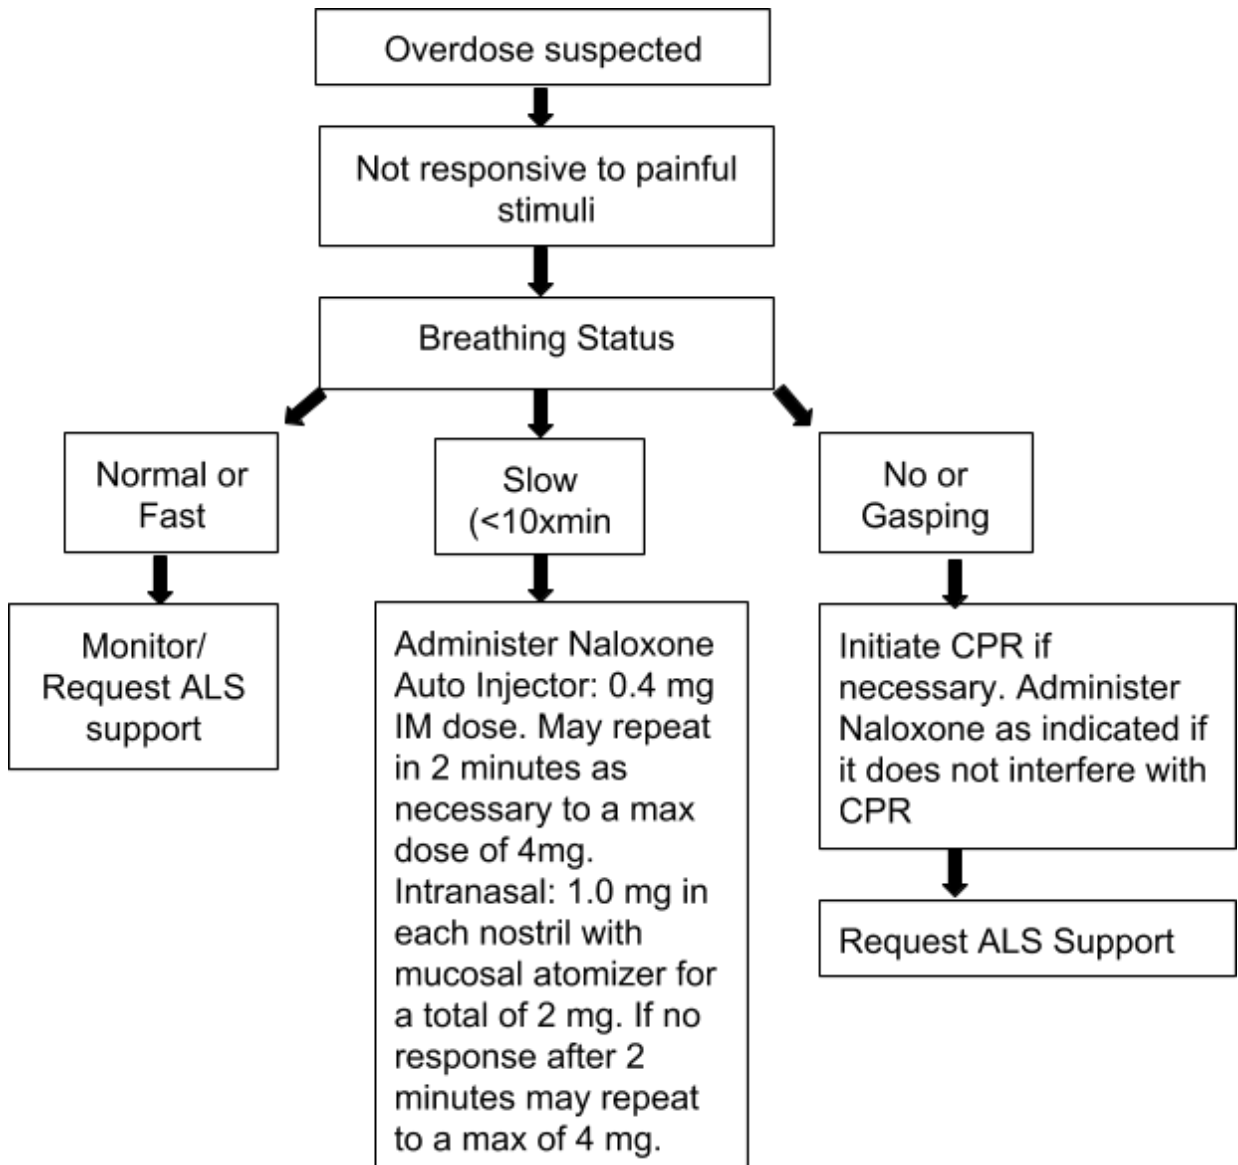 Overdose suspected
Not responsive to painful
stimuli
Breathing Status
Normal or
Fast
Slow
(<10xmin
No or
Gasping
Monitor/
Request ALS
support
Administer Naloxone
Auto Injector: 0.4 mg
IM dose. May repeat
in 2 minutes as
necessary to a max
dose of 4mg.
Intranasal: 1.0 mg in
each nostril with
mucosal atomizer for
a total of 2 mg. If no
response after 2
minutes may repeat
to a max of 4 mg.
Initiate CPR if
necessary. Administer
Naloxone as indicated if
it does not interfere with
CPR
Request ALS Support